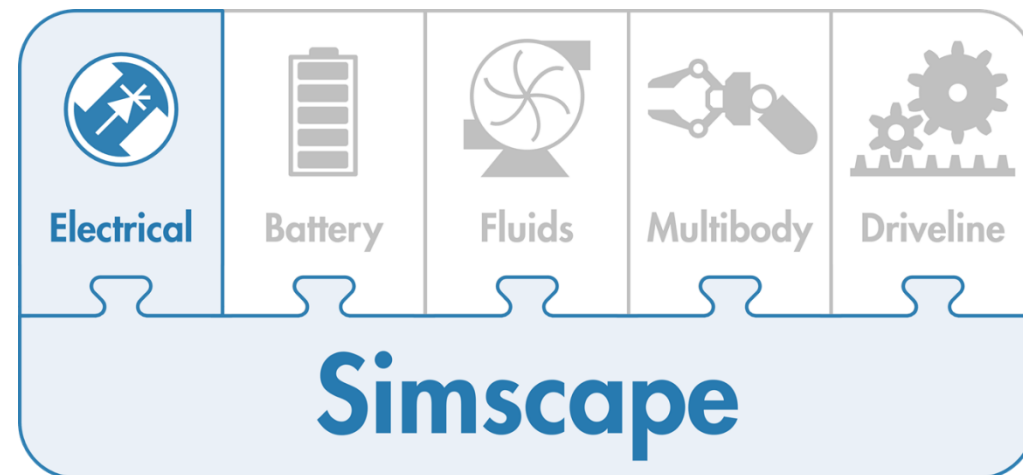 Electrical
Battery
Fluids
Multibody
Driveline
Simscape